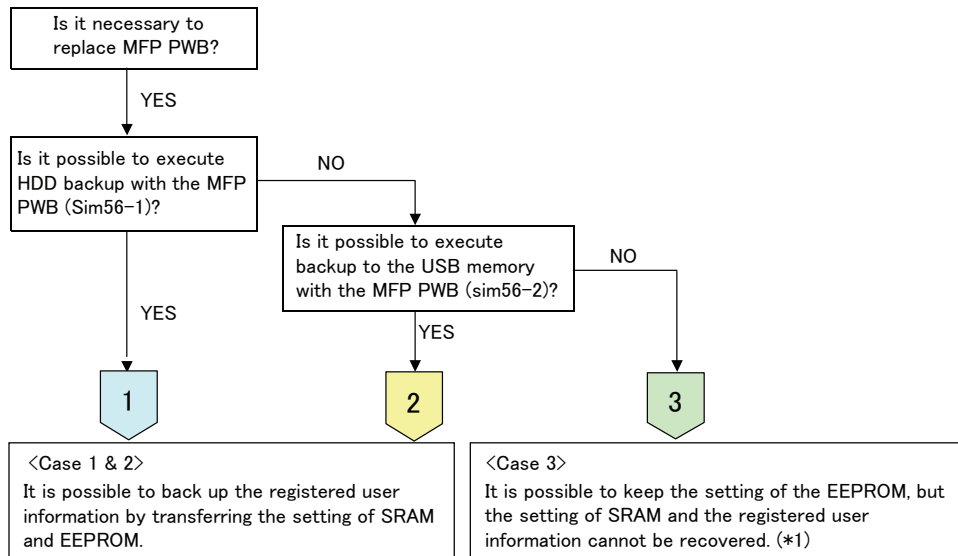 Is it necessary to
replace MFP PWB?
YES
Is it possible to execute
HDD backup with the MFP
PWB (Sim56-1)?
NO
Is it possible to execute
backup to the USB memory
with the MFP PWB (sim56-2)?
NO
YES
YES
1
2
3
<Case 1 & 2>
It is possible to back up the registered user
information by transferring the setting of SRAM
and EEPROM.
<Case 3>
It is possible to keep the setting of the EEPROM, but
the setting of SRAM and the registered user
information cannot be recovered. (*1)